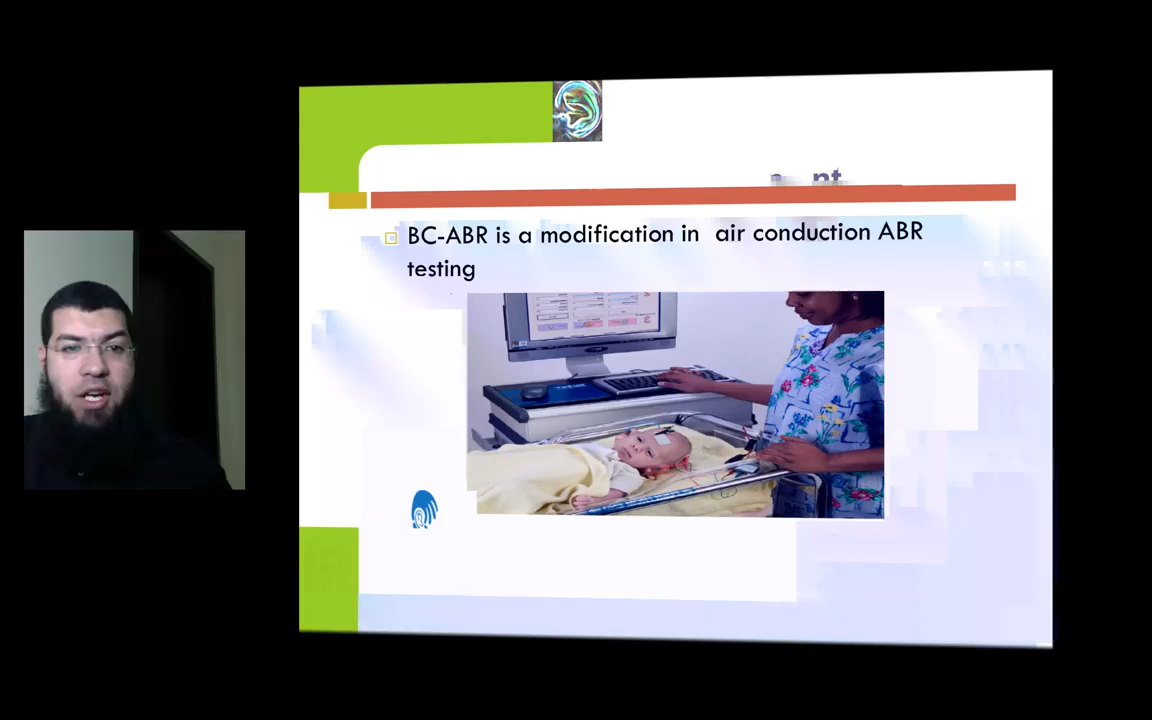 BC-ABR is a modification in air conduction ABR
testing